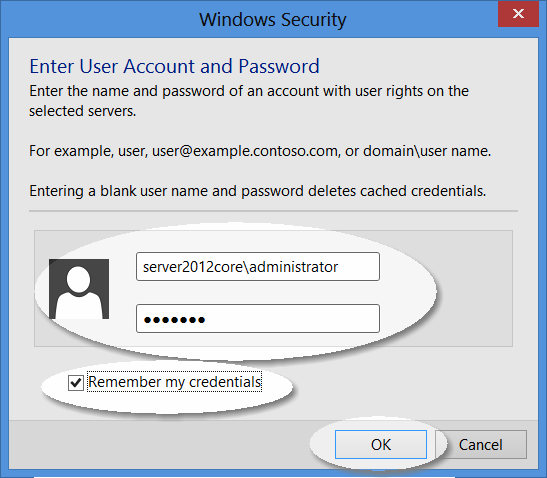 Windows Security
Enter User Account and Password
Enter the name and password of an account with user rights on the
selected servers.
For example, user, user@example.contoso.com, or domain\user name.
Entering a blank user name and password deletes cached credentials.
server2012core\administrator
●●●●●●●
Remember my credentials
OK
Cancel